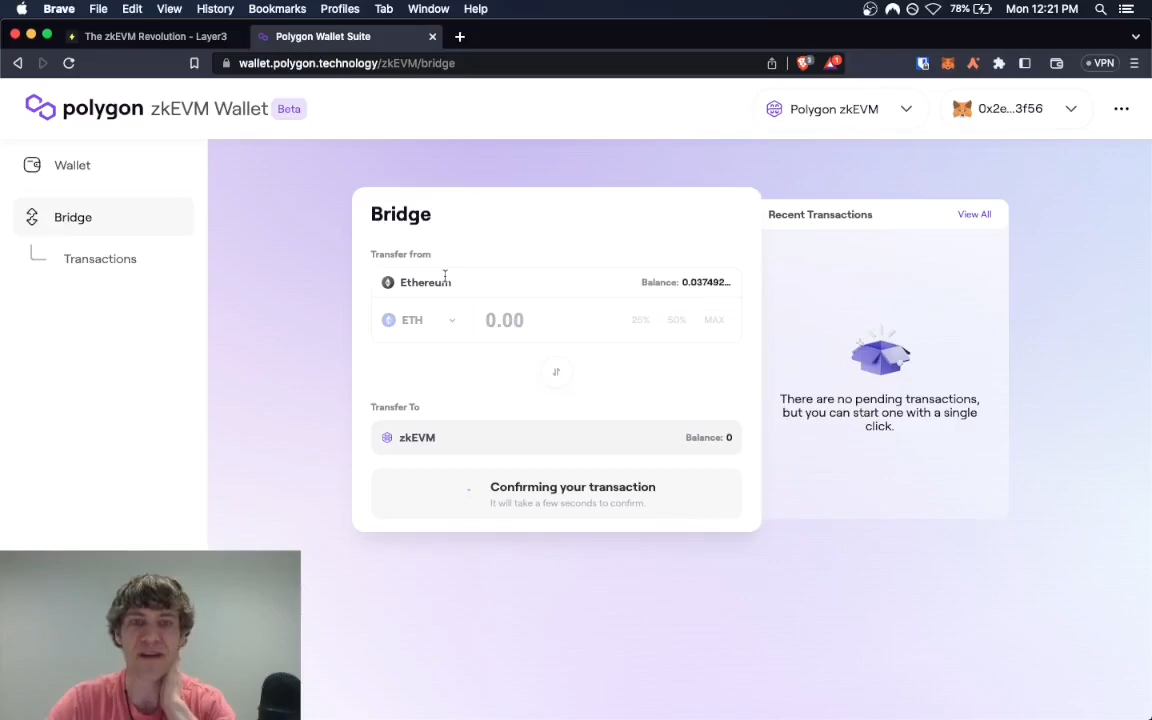 Brave File Edit View History Bookmarks Profiles Tab Window Help 78% Mon 12:21 PM
The zkEVM Revolution - Layer3 Polygon Wallet Suite
wallet.polygon.technology/zkEVM/bridge VPN
polygon zkEVM Wallet Beta Polygon zkEVM 0x2e...3f56
Wallet
Bridge
Transactions
Bridge
Transfer from
Ethereum Balance: 0.037492...
ETH 0.00 25% 50% MAX
Transfer To
zkEVM Balance: 0
Confirming your transaction
It will take a few seconds to confirm.
Recent Transactions View All
There are no pending transactions,
but you can start one with a single
click.